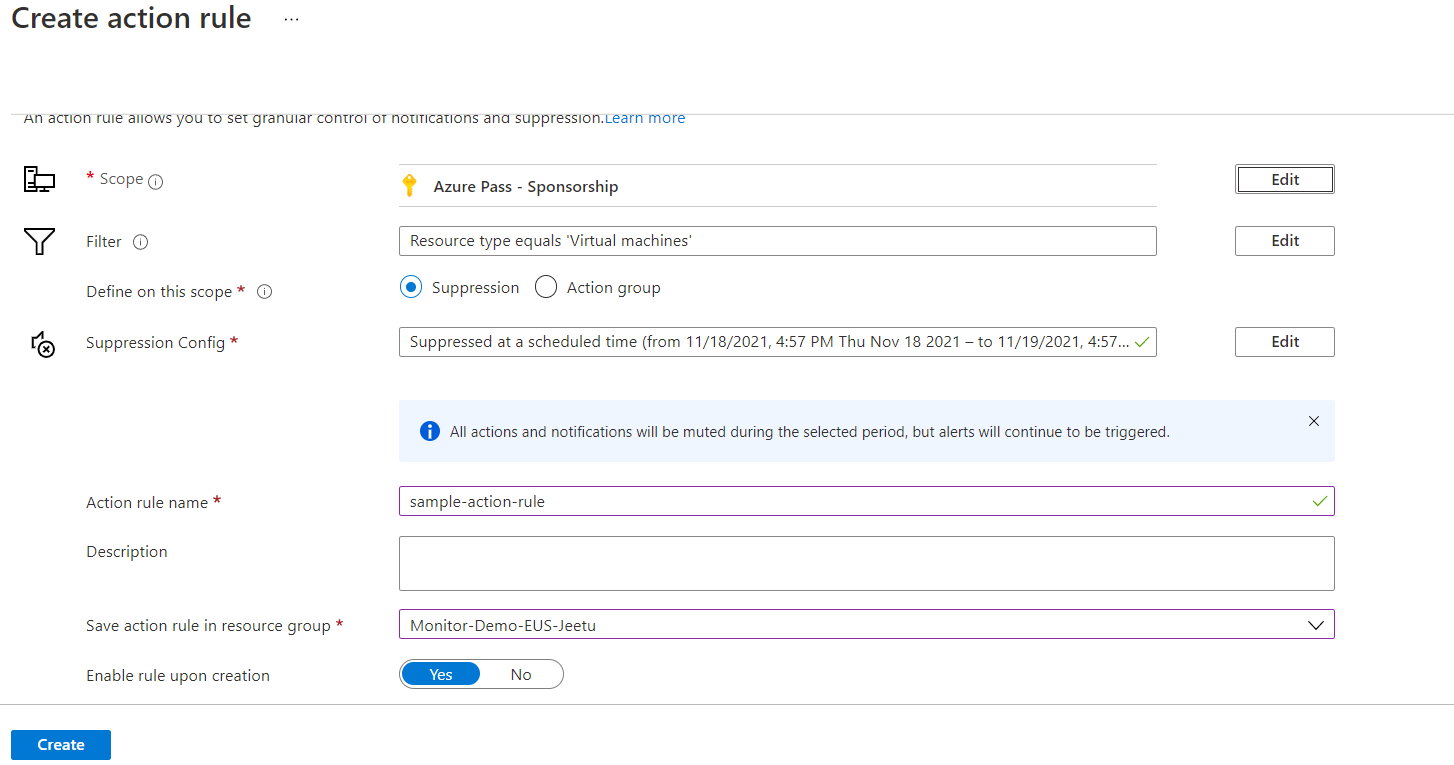 Create action rule ...
An action rule allows you to set granular control of notifications and suppression.Learn more
* Scope
Azure Pass - Sponsorship
Edit
Filter
Resource type equals 'Virtual machines'
Edit
Define on this scope *
Suppression
Action group
Suppression Config *
Suppressed at a scheduled time (from 11/18/2021, 4:57 PM Thu Nov 18 2021 – to 11/19/2021, 4:57...
Edit
All actions and notifications will be muted during the selected period, but alerts will continue to be triggered.
Action rule name *
sample-action-rule
Description
Save action rule in resource group *
Monitor-Demo-EUS-Jeetu
Enable rule upon creation
Yes
No
Create